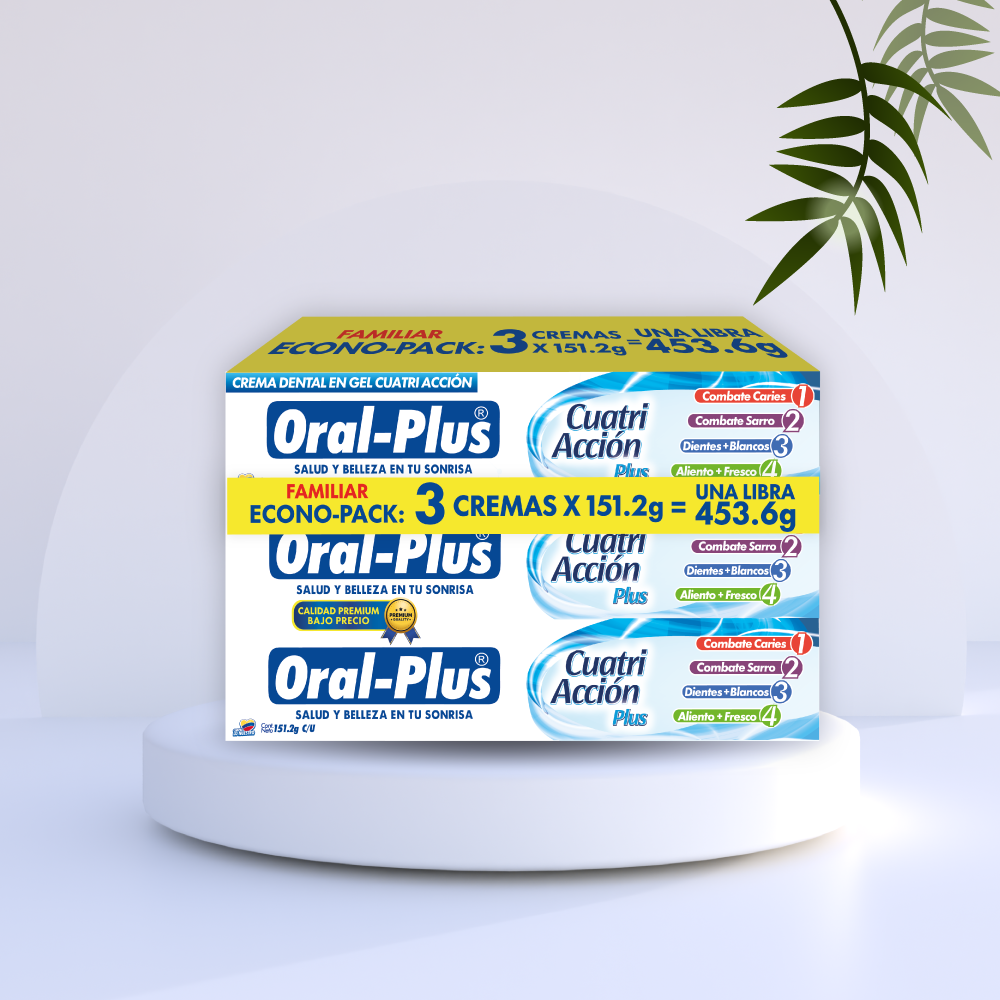 FAMILIAR
ECONO-PACK: 3 CREMAS X 151.2g = UNA LIBRA 453.6g
CREMA DENTAL EN GEL CUATRI ACCIÓN
Oral-Plus®
SALUD Y BELLEZA EN TU SONRISA
Cuatri
Acción
Plus
Combate Caries 1
Combate Sarro 2
Dientes+Blancos 3
Aliento+Fresco 4
FAMILIAR
ECONO-PACK: 3 CREMAS X 151.2g = UNA LIBRA 453.6g
Oral-Plus®
SALUD Y BELLEZA EN TU SONRISA
Cuatri
Acción
Plus
Combate Sarro 2
Dientes+Blancos 3
Aliento+Fresco 4
CALIDAD PREMIUM
BAJO PRECIO
PREMIUM
QUALITY
Oral-Plus®
SALUD Y BELLEZA EN TU SONRISA
Cont.
Neto 151.2g C/U
Cuatri
Acción
Plus
Combate Caries 1
Combate Sarro 2
Dientes+Blancos 3
Aliento+Fresco 4